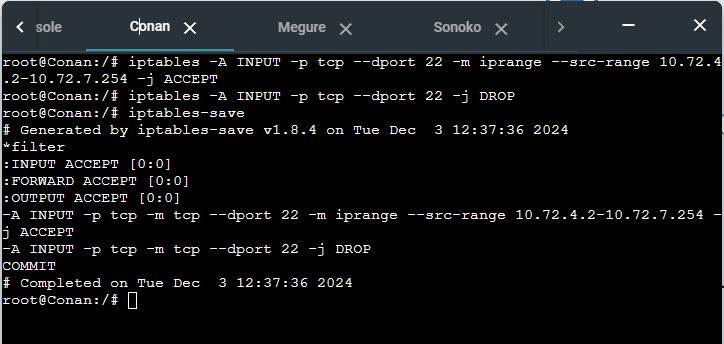 sole Conan Megure Sonoko
root@Conan:/# iptables -A INPUT -p tcp --dport 22 -m iprange --src-range 10.72.4
.2-10.72.7.254 -j ACCEPT
root@Conan:/# iptables -A INPUT -p tcp --dport 22 -j DROP
root@Conan:/# iptables-save
# Generated by iptables-save v1.8.4 on Tue Dec  3 12:37:36 2024
*filter
:INPUT ACCEPT [0:0]
:FORWARD ACCEPT [0:0]
:OUTPUT ACCEPT [0:0]
-A INPUT -p tcp -m tcp --dport 22 -m iprange --src-range 10.72.4.2-10.72.7.254 -
j ACCEPT
-A INPUT -p tcp -m tcp --dport 22 -j DROP
COMMIT
# Completed on Tue Dec  3 12:37:36 2024
root@Conan:/#